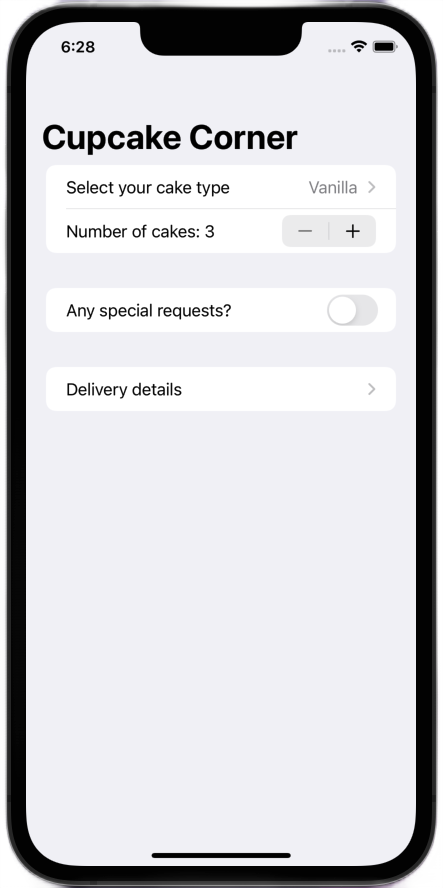 6:28
Cupcake Corner
Select your cake type Vanilla
Number of cakes: 3
Any special requests?
Delivery details